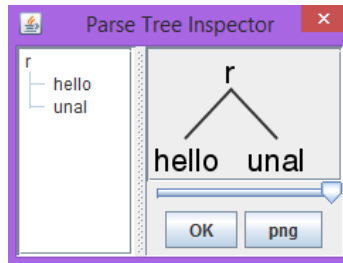 Parse Tree Inspector
r
hello
unal
r
hello unal
OK png